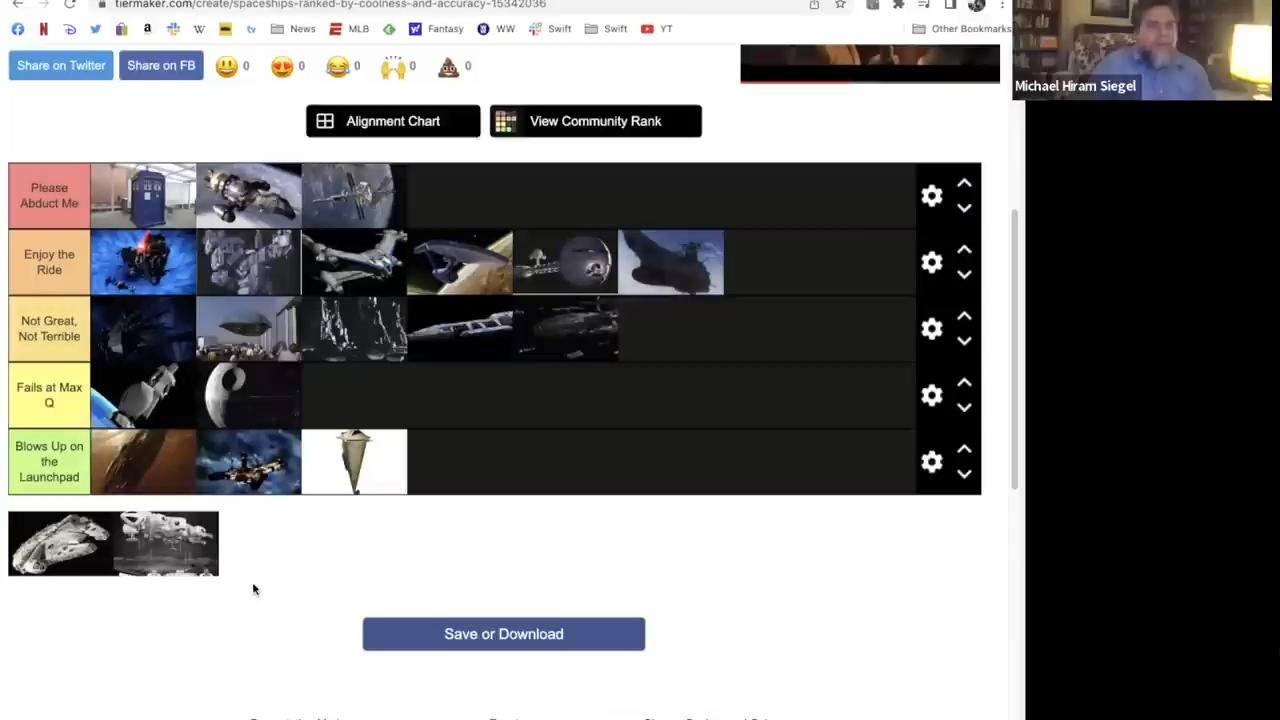 tiermaker.com/create/spaceships-ranked-by-coolness-and-accuracy-15342036
News MLB Fantasy WW Swift Swift YT Other Bookmarks
Share on Twitter Share on FB 0 0 0 0 0
Michael Hiram Siegel
Alignment Chart View Community Rank
Please
Abduct Me
Enjoy the
Ride
Not Great,
Not Terrible
Fails at Max
Q
Blows Up on
the
Launchpad
Save or Download